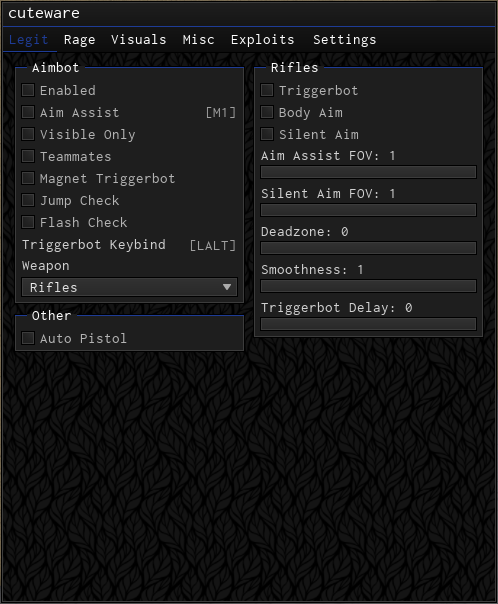 cuteware
Legit Rage Visuals Misc Exploits Settings
Aimbot
Enabled
Aim Assist [M1]
Visible Only
Teammates
Magnet Triggerbot
Jump Check
Flash Check
Triggerbot Keybind [LALT]
Weapon
Rifles
Other
Auto Pistol
Rifles
Triggerbot
Body Aim
Silent Aim
Aim Assist FOV: 1
Silent Aim FOV: 1
Deadzone: 0
Smoothness: 1
Triggerbot Delay: 0